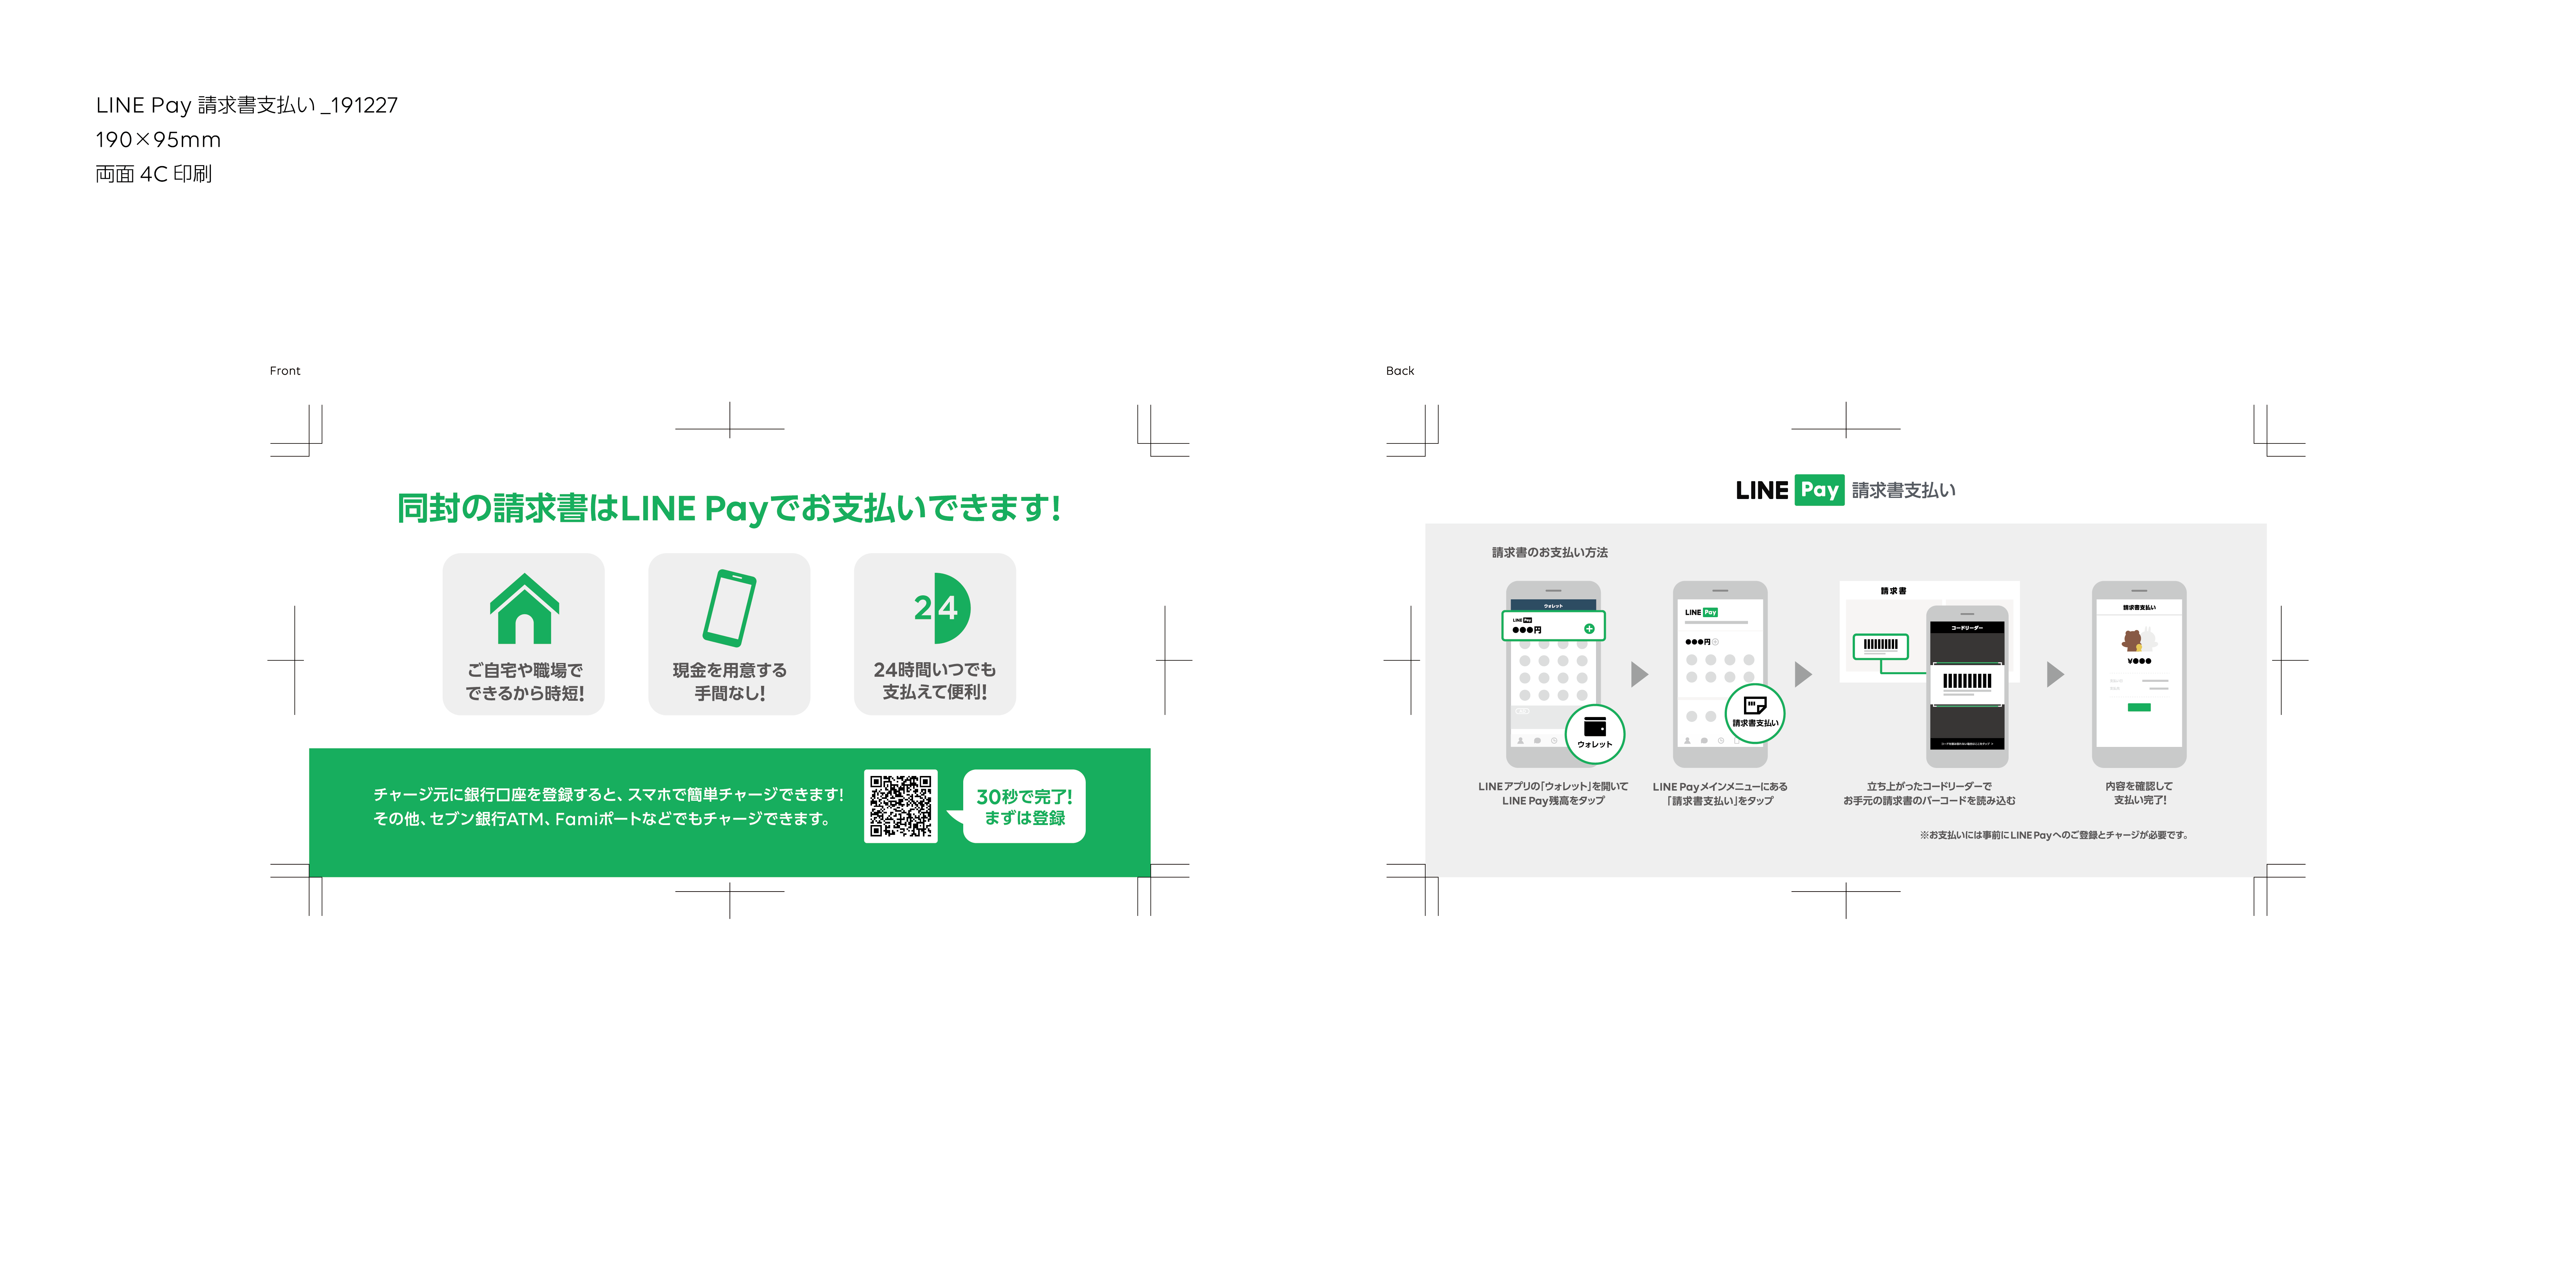 LINE Pay 請求書支払い_191227
190×95mm
両面 4C 印刷
Front
同封の請求書はLINE Payでお支払いできます!
ご自宅や職場で
できるから時短!
現金を用意する
手間なし!
24
24時間いつでも
支払えて便利!
チャージ元に銀行口座を登録すると、スマホで簡単チャージできます!
その他、セブン銀行ATM、Famiポートなどでもチャージできます。
30秒で完了!
まずは登録
Back
LINE Pay 請求書支払い
請求書のお支払い方法
ウォレット
LINE Pay
●●●円
ウォレット
LINEアプリの「ウォレット」を開いて
LINE Pay残高をタップ
LINE Pay
●●●円
請求書支払い
LINE Payメインメニューにある
「請求書支払い」をタップ
請求書
コードリーダー
立ち上がったコードリーダーで
お手元の請求書のバーコードを読み込む
請求書支払い
¥●●●
内容を確認して
支払い完了!
※お支払いには事前にLINE Payへのご登録とチャージが必要です。